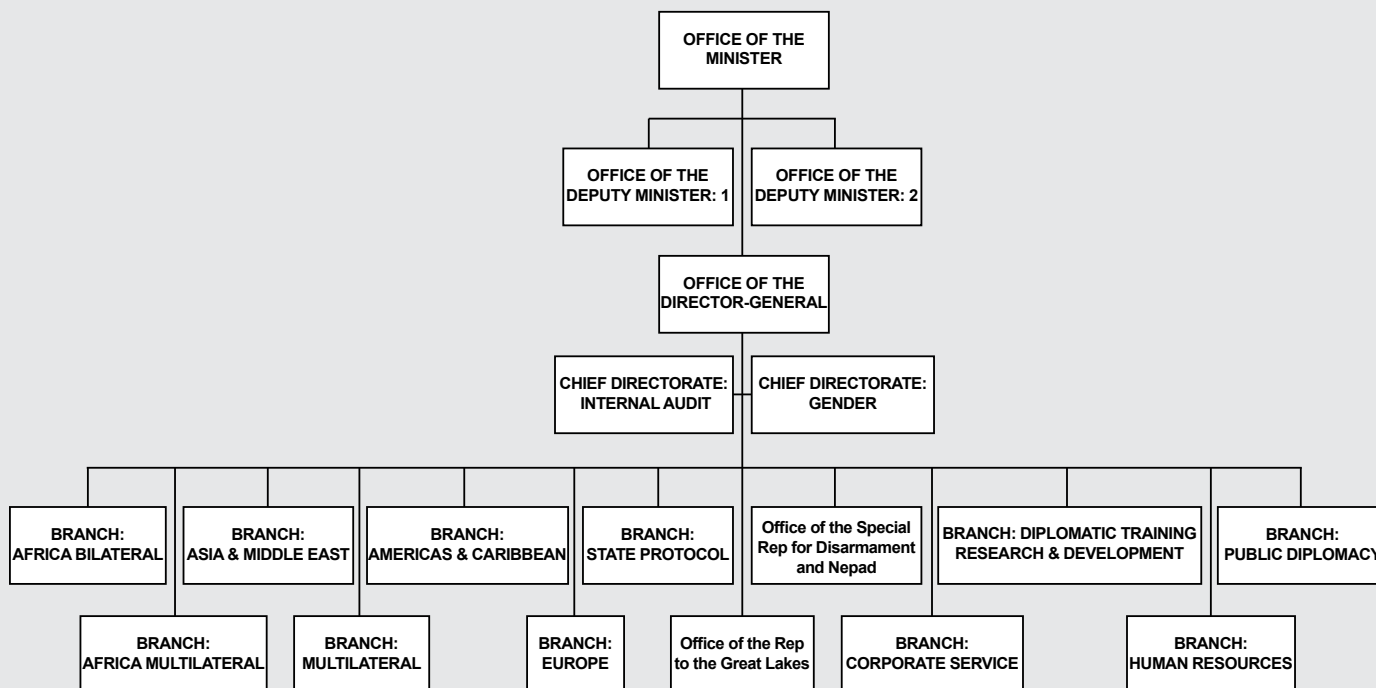 OFFICE OF THE
MINISTER
OFFICE OF THE
DEPUTY MINISTER: 1
OFFICE OF THE
DEPUTY MINISTER: 2
OFFICE OF THE
DIRECTOR-GENERAL
CHIEF DIRECTORATE:
INTERNAL AUDIT
CHIEF DIRECTORATE:
GENDER
BRANCH:
AFRICA BILATERAL
BRANCH:
ASIA & MIDDLE EAST
BRANCH:
AMERICAS & CARIBBEAN
BRANCH:
STATE PROTOCOL
Office of the Special
Rep for Disarmament
and Nepad
BRANCH: DIPLOMATIC TRAINING
RESEARCH & DEVELOPMENT
BRANCH:
PUBLIC DIPLOMACY
BRANCH:
AFRICA MULTILATERAL
BRANCH:
MULTILATERAL
BRANCH:
EUROPE
Office of the Rep
to the Great Lakes
BRANCH:
CORPORATE SERVICE
BRANCH:
HUMAN RESOURCES